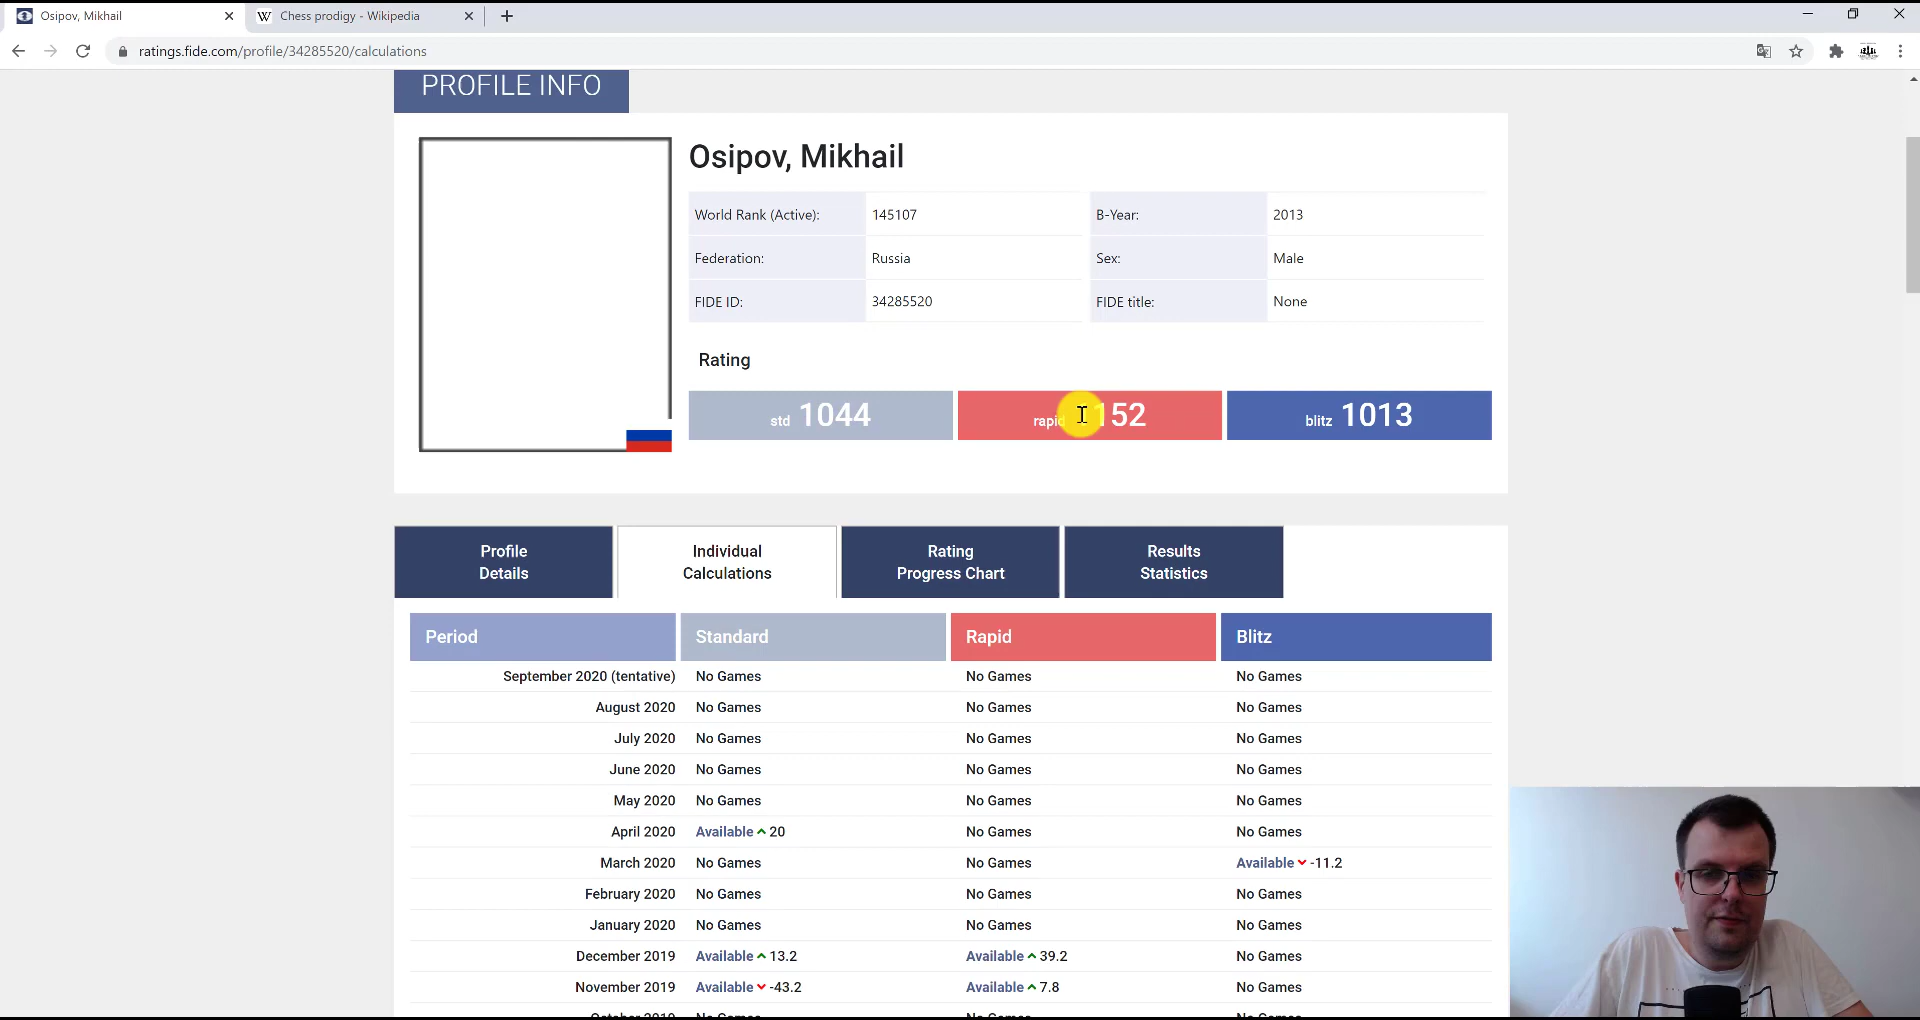 Osipov, Mikhail
Chess prodigy - Wikipedia
ratings.fide.com/profile/34285520/calculations
PROFILE INFO
Osipov, Mikhail
World Rank (Active): 145107 B-Year: 2013
Federation: Russia Sex: Male
FIDE ID: 34285520 FIDE title: None
Rating
std 1044 rapid 152 blitz 1013
Profile Details
Individual Calculations
Rating Progress Chart
Results Statistics
Period Standard Rapid Blitz
September 2020 (tentative) No Games No Games No Games
August 2020 No Games No Games No Games
July 2020 No Games No Games No Games
June 2020 No Games No Games No Games
May 2020 No Games No Games No Games
April 2020 Available 20 No Games No Games
March 2020 No Games No Games Available -11.2
February 2020 No Games No Games No Games
January 2020 No Games No Games No Games
December 2019 Available 13.2 Available 39.2 No Games
November 2019 Available -43.2 Available 7.8 No Games